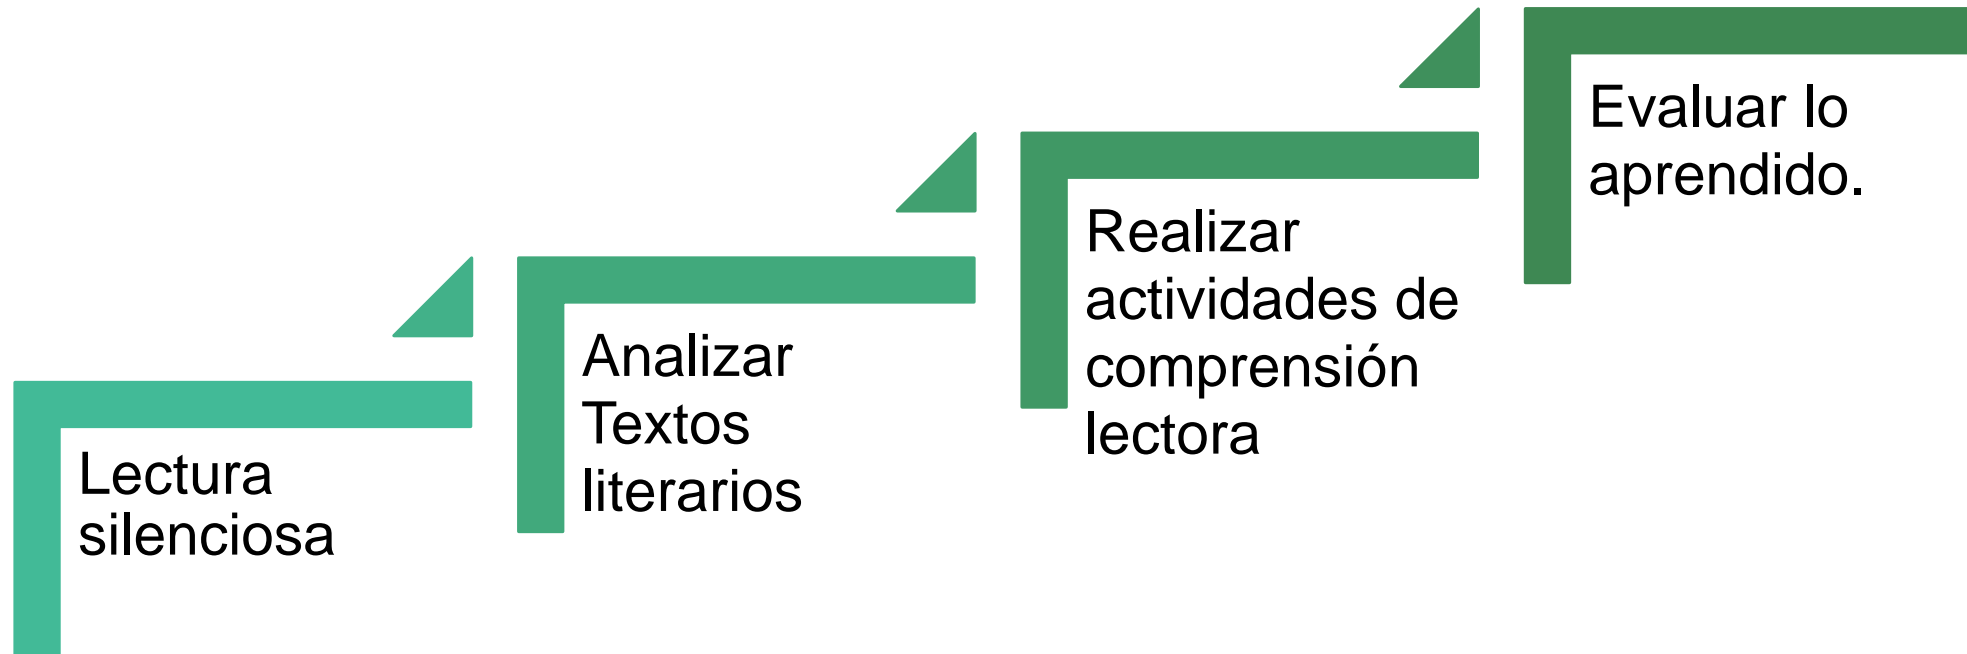 Lectura
silenciosa
Analizar
Textos
literarios
Realizar
actividades de
comprensión
lectora
Evaluar lo
aprendido.